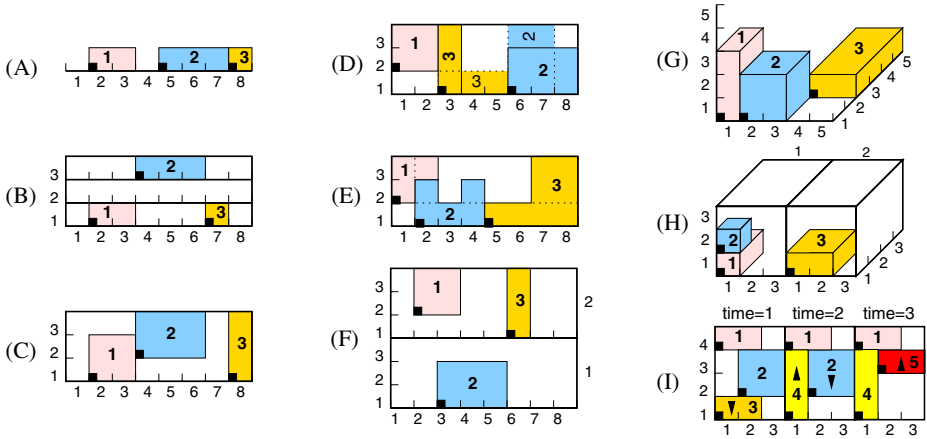 (A)
1 2 3
1 2 3 4 5 6 7 8
(B)
3 2
2
1 1 3
1 2 3 4 5 6 7 8
(C)
3 2
2 1 3
1
1 2 3 4 5 6 7 8
(D)
3 1 3 2
2 2
1 3
1 2 3 4 5 6 7 8
(E)
3 1 3
2
1 2
1 2 3 4 5 6 7 8
(F)
3 1 3 2
2
1
3 2 1
2
1
1 2 3 4 5 6 7 8
(G)
5
4 1 3
3 2
2
1
1 2 3 4 5
1 2 3 4 5
(H)
1 2
3
2 2 3
1 1
1 2 3 1 2 3
1 2 3
(I)
time=1 time=2 time=3
4 1 1 1
3 2 2 5
2 4 4
1 3
1 2 3 1 2 3 1 2 3